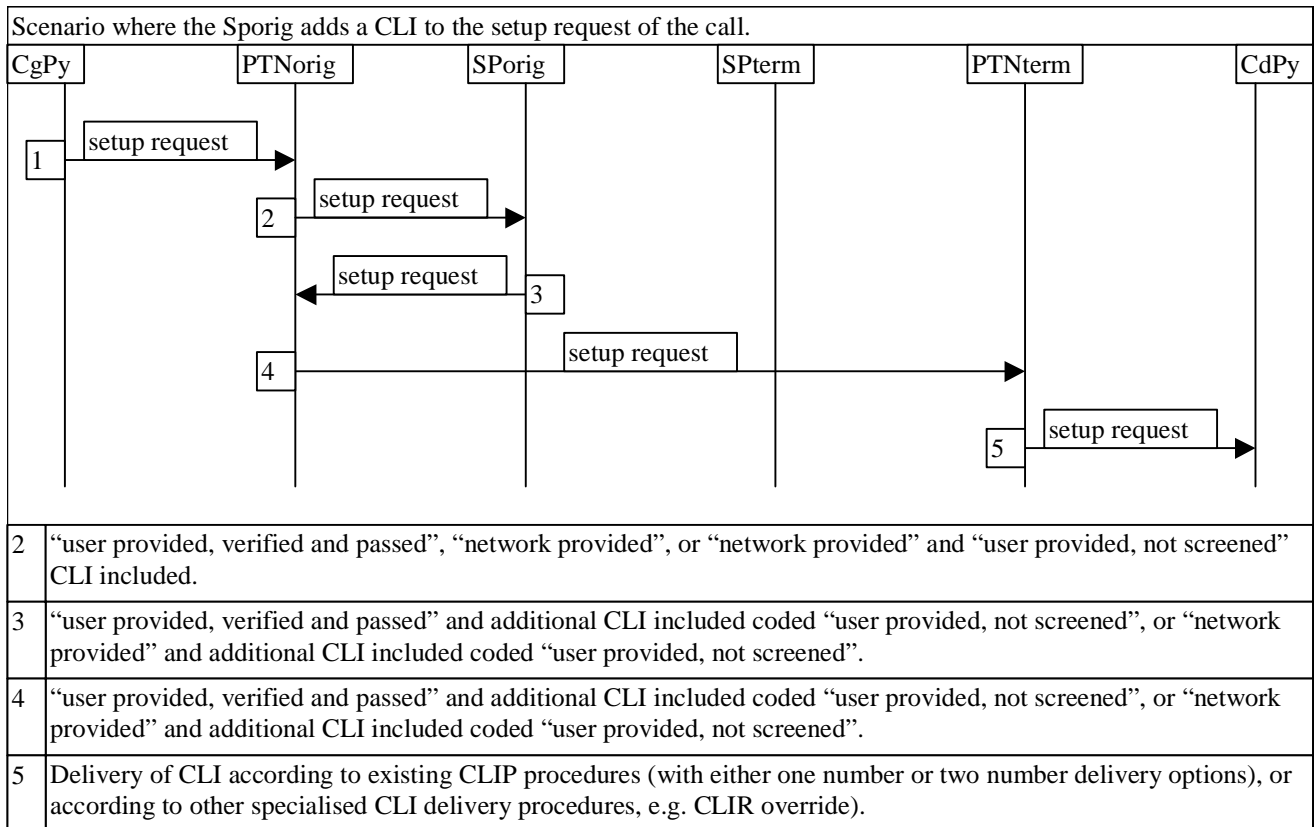 Scenario where the Sporig adds a CLI to the setup request of the call.
CgPy PTNorig SPorig SPterm PTNterm CdPy
setup request
1
setup request
2
setup request
3
setup request
4
setup request
5
2 “user provided, verified and passed”, “network provided”, or “network provided” and “user provided, not screened”
CLI included.
3 “user provided, verified and passed” and additional CLI included coded “user provided, not screened”, or “network
provided” and additional CLI included coded “user provided, not screened”.
4 “user provided, verified and passed” and additional CLI included coded “user provided, not screened”, or “network
provided” and additional CLI included coded “user provided, not screened”.
5 Delivery of CLI according to existing CLIP procedures (with either one number or two number delivery options), or
according to other specialised CLI delivery procedures, e.g. CLIR override).